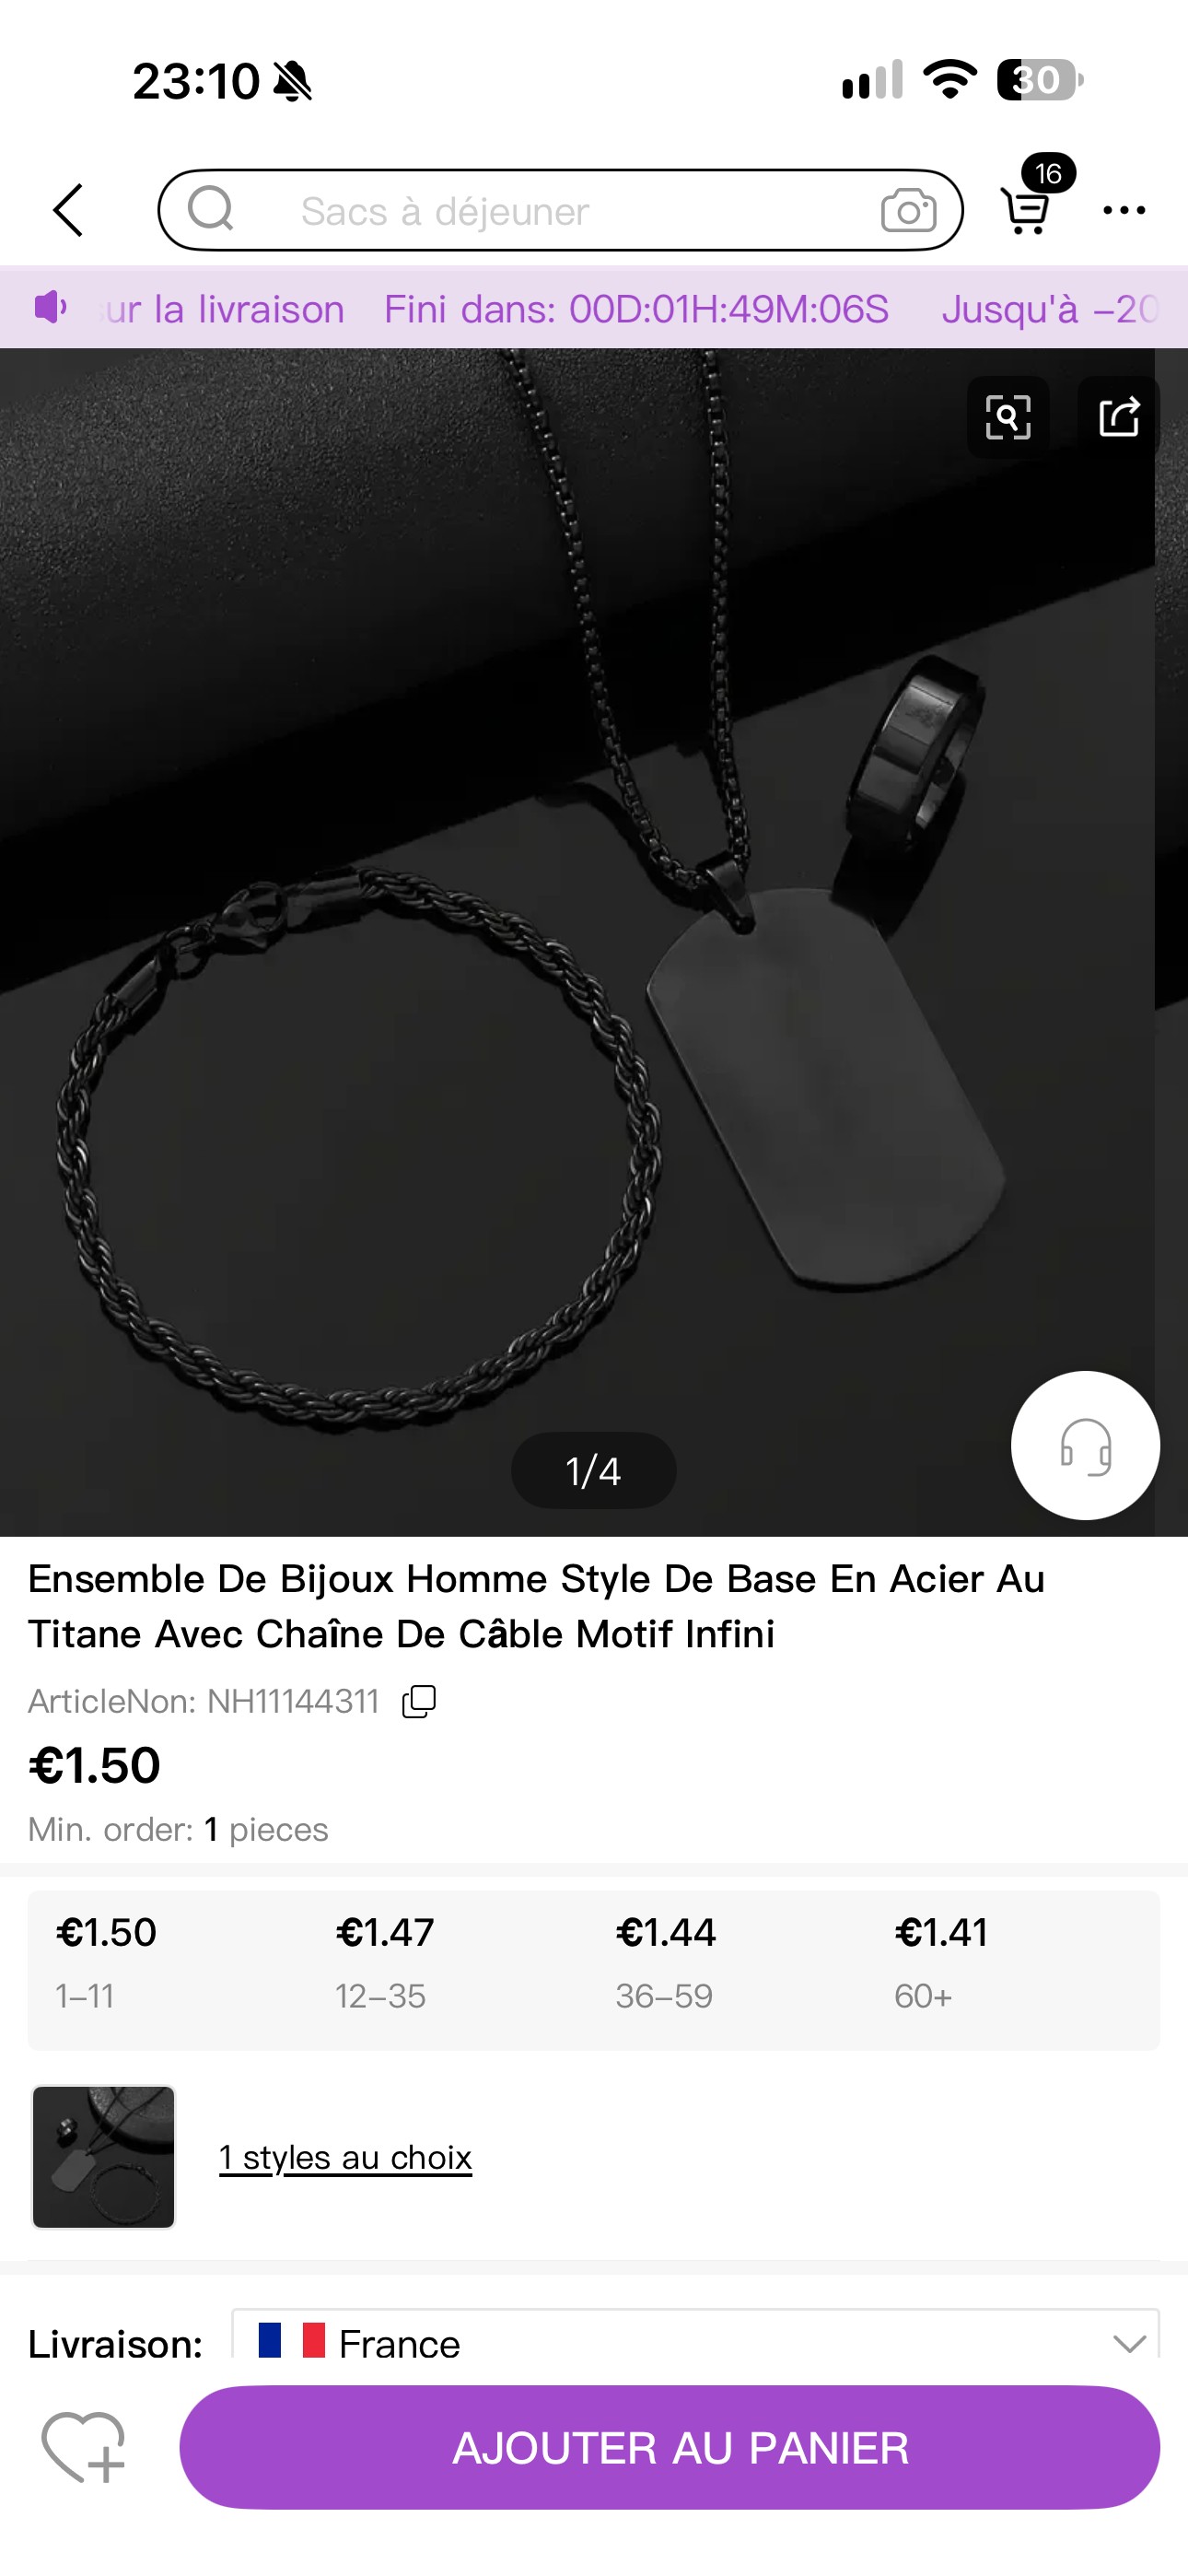 23:10
30
Sacs à déjeuner
16
ur la livraison Fini dans: 00D:01H:49M:06S Jusqu'à –20
1/4
Ensemble De Bijoux Homme Style De Base En Acier Au
Titane Avec Chaîne De Câble Motif Infini
ArticleNon: NH11144311
€1.50
Min. order: 1 pieces
€1.50 €1.47 €1.44 €1.41
1–11 12–35 36–59 60+
1 styles au choix
Livraison: France
AJOUTER AU PANIER